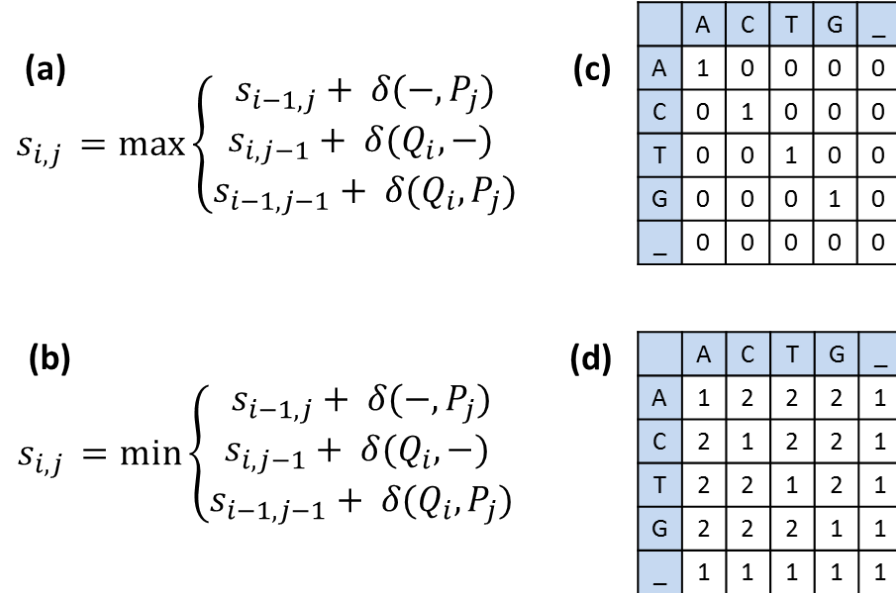 (a)
s_{i,j} = max { s_{i−1,j} + δ(−, P_j)
s_{i,j−1} + δ(Q_i, −)
s_{i−1,j−1} + δ(Q_i, P_j)
(c)
A C T G _
A 1 0 0 0 0
C 0 1 0 0 0
T 0 0 1 0 0
G 0 0 0 1 0
_ 0 0 0 0 0
(b)
s_{i,j} = min { s_{i−1,j} + δ(−, P_j)
s_{i,j−1} + δ(Q_i, −)
s_{i−1,j−1} + δ(Q_i, P_j)
(d)
A C T G _
A 1 2 2 2 1
C 2 1 2 2 1
T 2 2 1 2 1
G 2 2 2 1 1
_ 1 1 1 1 1